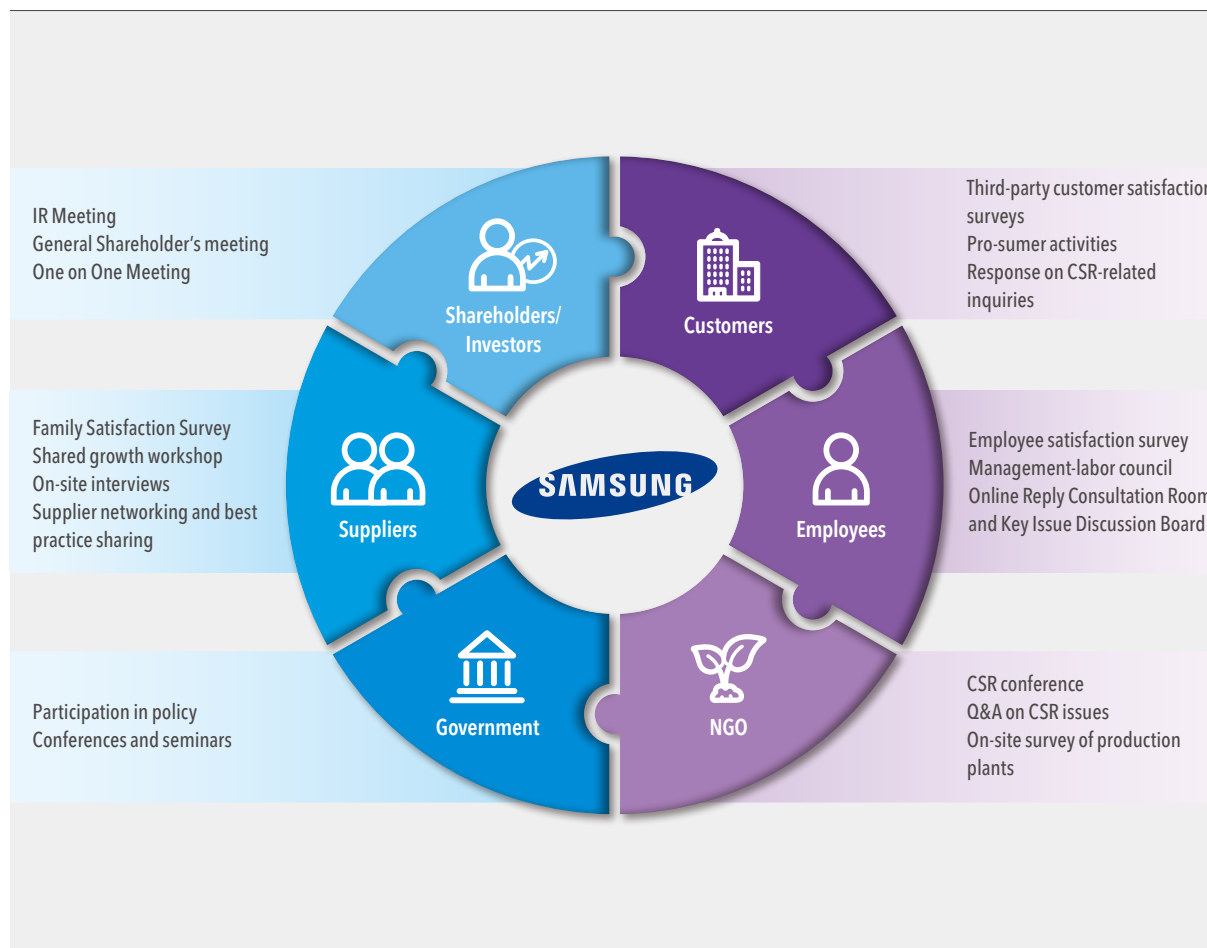 IR Meeting
General Shareholder's meeting
One on One Meeting
Shareholders/
Investors
Customers
Third-party customer satisfaction
surveys
Pro-sumer activities
Response on CSR-related
inquiries
Family Satisfaction Survey
Shared growth workshop
On-site interviews
Supplier networking and best
practice sharing
Suppliers
SAMSUNG
Employees
Employee satisfaction survey
Management-labor council
Online Reply Consultation Room
and Key Issue Discussion Board
Participation in policy
Conferences and seminars
Government
NGO
CSR conference
Q&A on CSR issues
On-site survey of production
plants